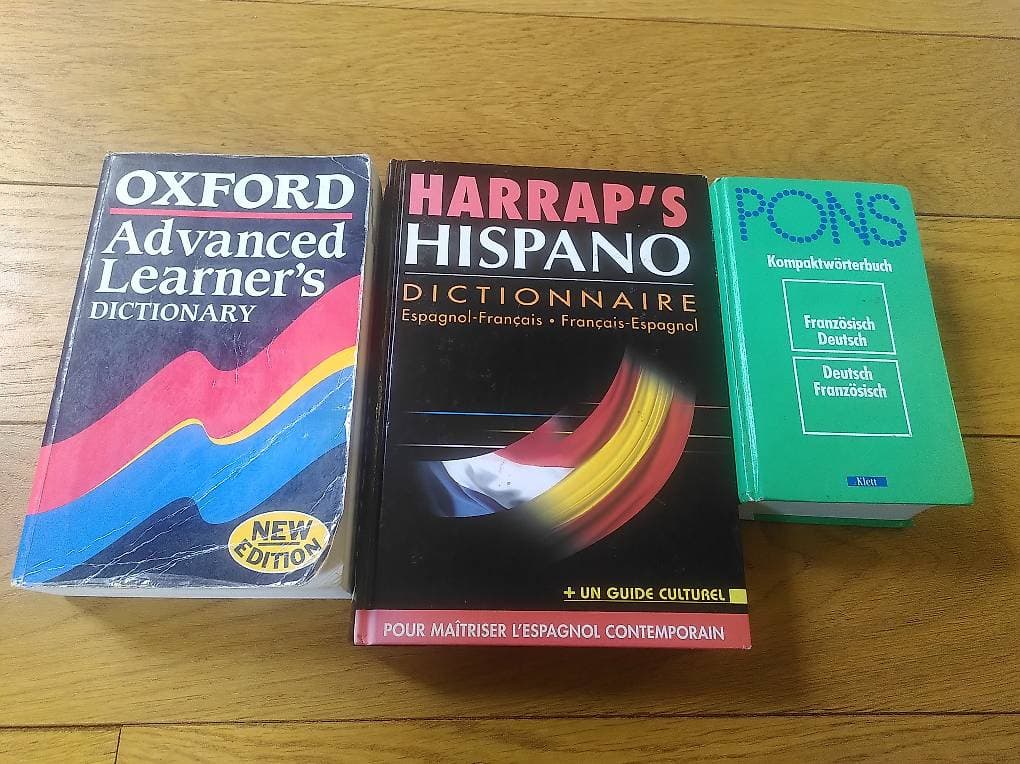 OXFORD
Advanced
Learner's
DICTIONARY
NEW
EDITION
HARRAP'S
HISPANO
DICTIONNAIRE
Espagnol-Français • Français-Espagnol
+ UN GUIDE CULTUREL
POUR MAÎTRISER L'ESPAGNOL CONTEMPORAIN
PONS
Kompaktwörterbuch
Französisch
Deutsch
Deutsch
Französisch
Klett